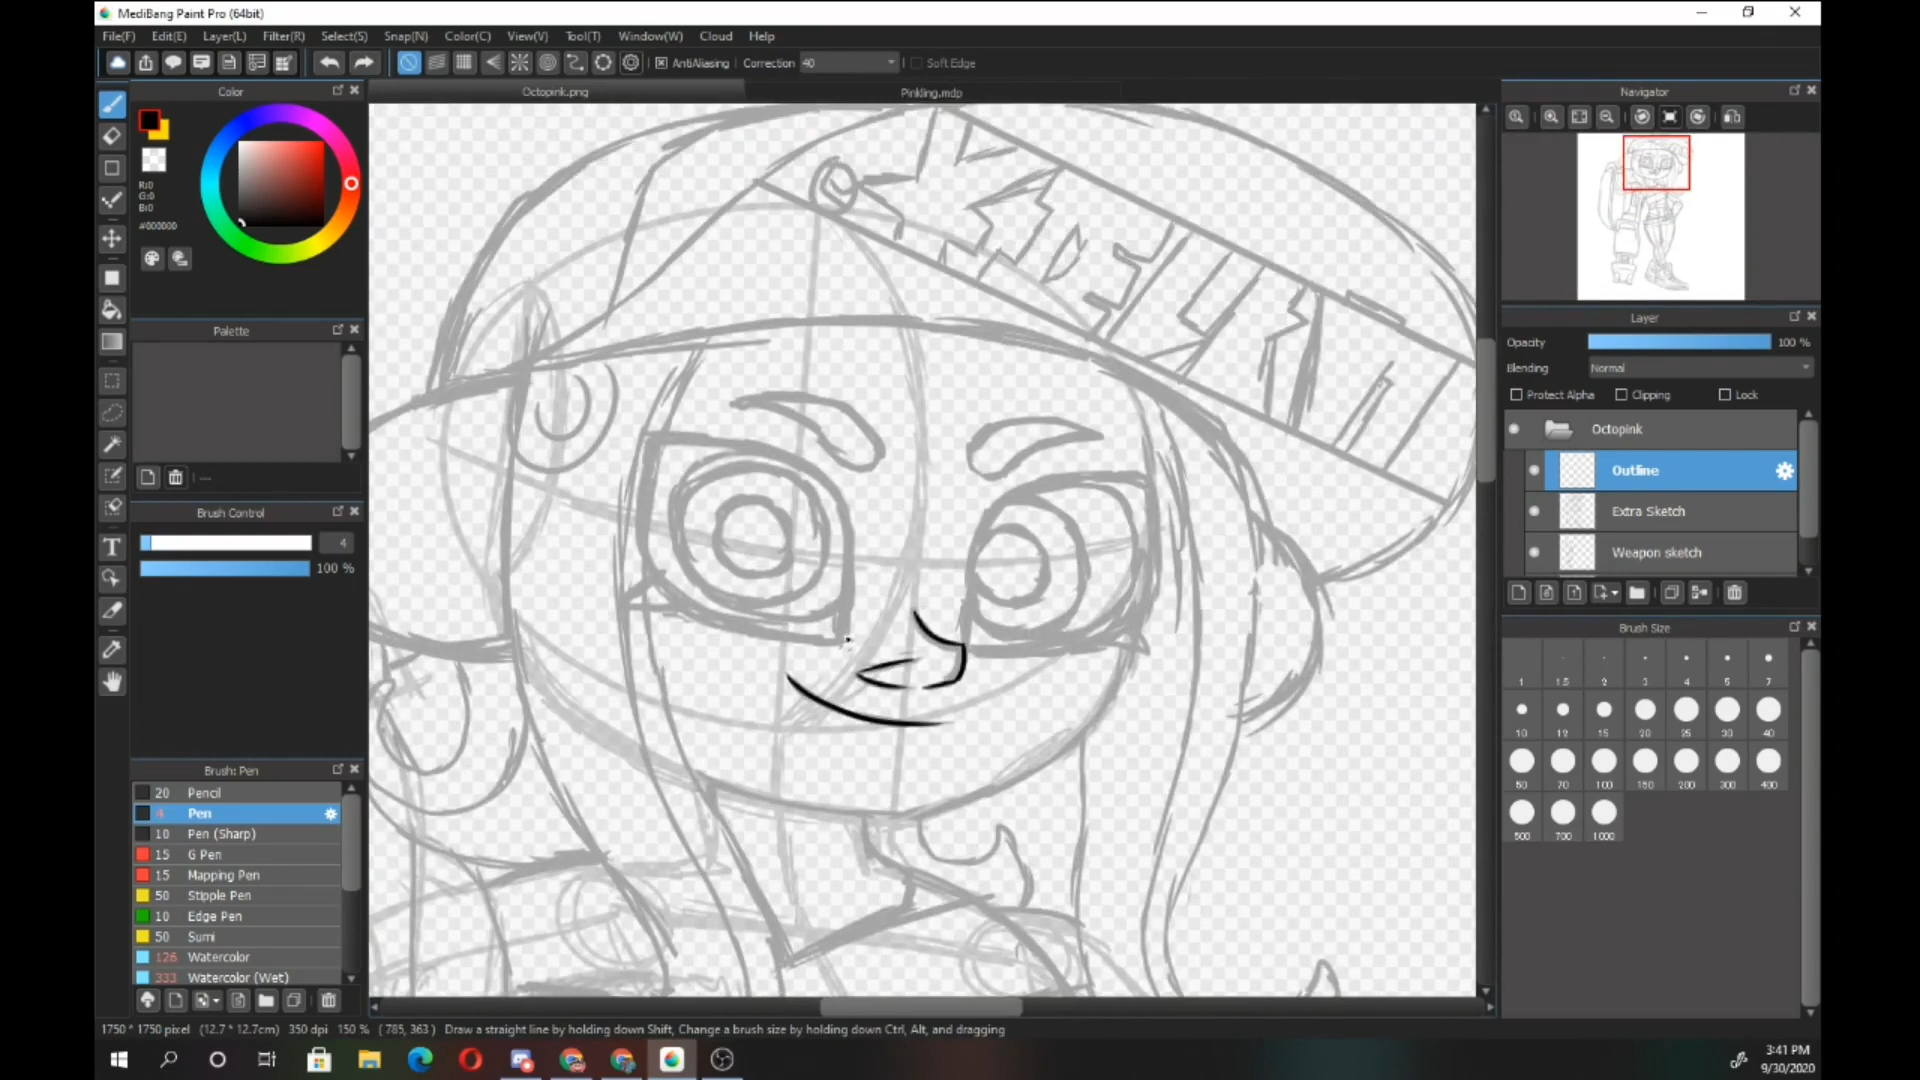 MediBang Paint Pro (64bit)
File(F) Edit(E) Layer(L) Filter(R) Select(S) Snap(N) Color(C) View(V) Tool(T) Window(W) Cloud Help
AntiAliasing Correction 40 Soft Edge
Color
Octopink.png
Pinkling.mdp
Navigator
R:0
G:0
B:0
#000000
Palette
---
Brush Control
4
100 %
Layer
Opacity 100 %
Blending Normal
Protect Alpha Clipping Lock
Octopink
Outline
Extra Sketch
Weapon sketch
Brush: Pen
20 Pencil
4 Pen
10 Pen (Sharp)
15 G Pen
15 Mapping Pen
50 Stipple Pen
10 Edge Pen
50 Sumi
126 Watercolor
333 Watercolor (Wet)
Brush Size
1 1.5 2 3 4 5 7
10 12 15 20 25 30 40
50 70 100 150 200 300 400
500 700 1000
1750 * 1750 pixel (12.7 * 12.7cm) 350 dpi 150 % ( 785, 363 ) Draw a straight line by holding down Shift, Change a brush size by holding down Ctrl, Alt, and dragging
3:41 PM
9/30/2020